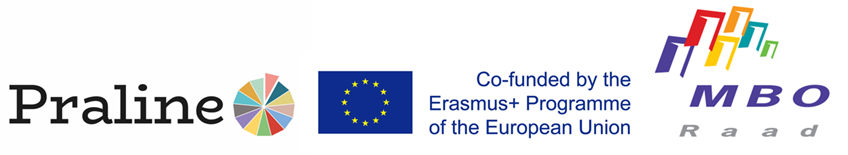 Praline
Co-funded by the
Erasmus+ Programme
of the European Union
MBO
Raad